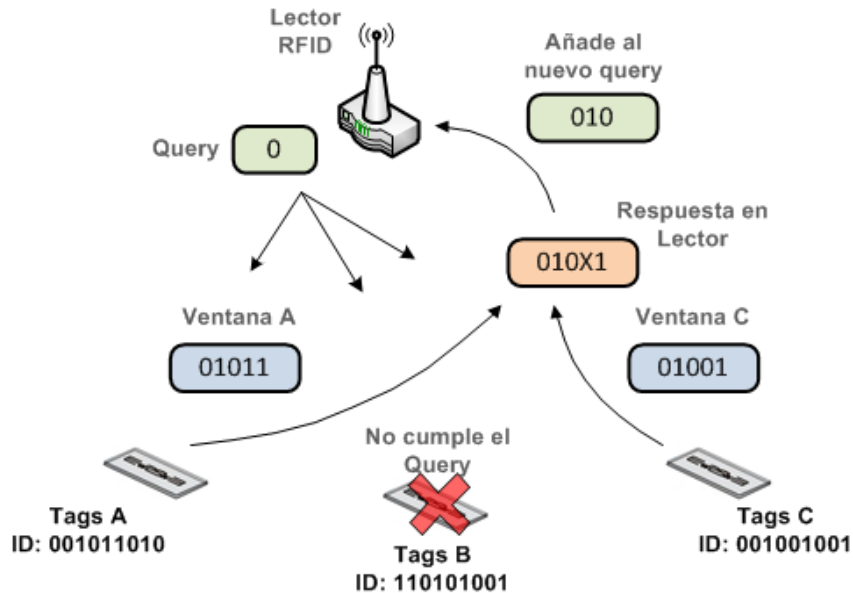 Lector
RFID
Añade al
nuevo query
010
Query
0
Respuesta en
Lector
010X1
Ventana A
01011
Ventana C
01001
No cumple el
Query
Tags A
ID: 001011010
Tags B
ID: 110101001
Tags C
ID: 001001001